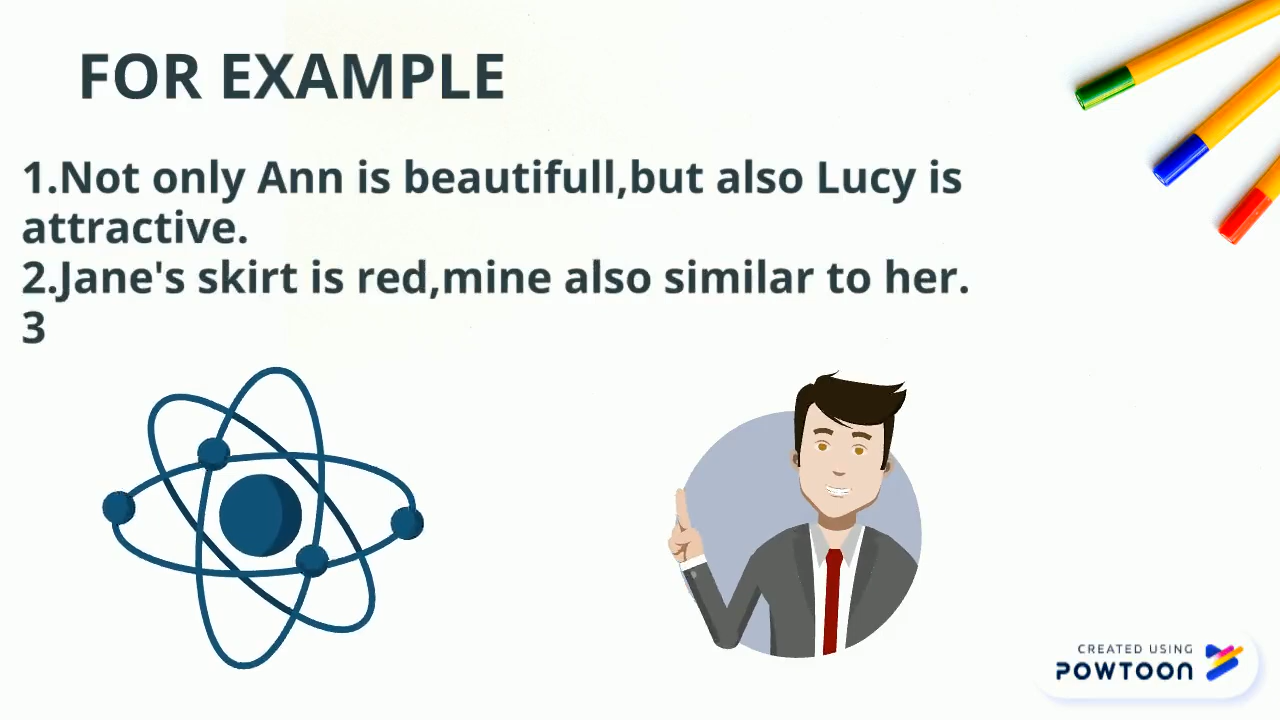 FOR EXAMPLE
1.Not only Ann is beautifull,but also Lucy is
attractive.
2.Jane's skirt is red,mine also similar to her.
3
CREATED USING
POWTOON